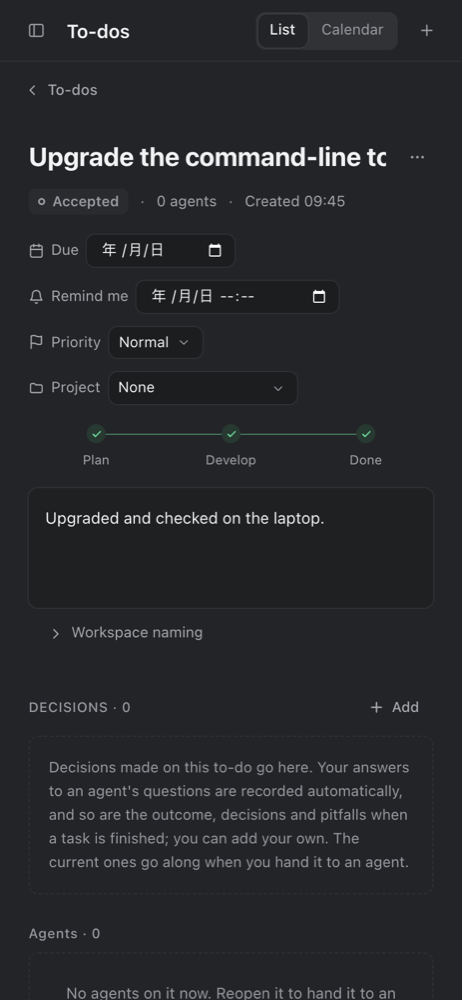 To-dos
List
Calendar
To-dos
Upgrade the command-line to
Accepted · 0 agents · Created 09:45
Due 年 /月/日
Remind me 年 /月/日 --:--
Priority Normal
Project None
Plan
Develop
Done
Upgraded and checked on the laptop.
Workspace naming
DECISIONS · 0
Add
Decisions made on this to-do go here. Your answers
to an agent's questions are recorded automatically,
and so are the outcome, decisions and pitfalls when
a task is finished; you can add your own. The
current ones go along when you hand it to an agent.
Agents · 0
No agents on it now. Reopen it to hand it to an